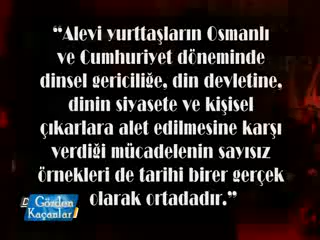 “Alevi yurttaşların Osmanlı
ve Cumhuriyet döneminde
dinsel gericiliğe, din devletine,
dinin siyasete ve kişisel
çıkarlara alet edilmesine karşı
verdiği mücadelenin sayısız
örnekleri de tarihi birer gerçek
olarak ortadadır.”
Gözden
Kaçanlar